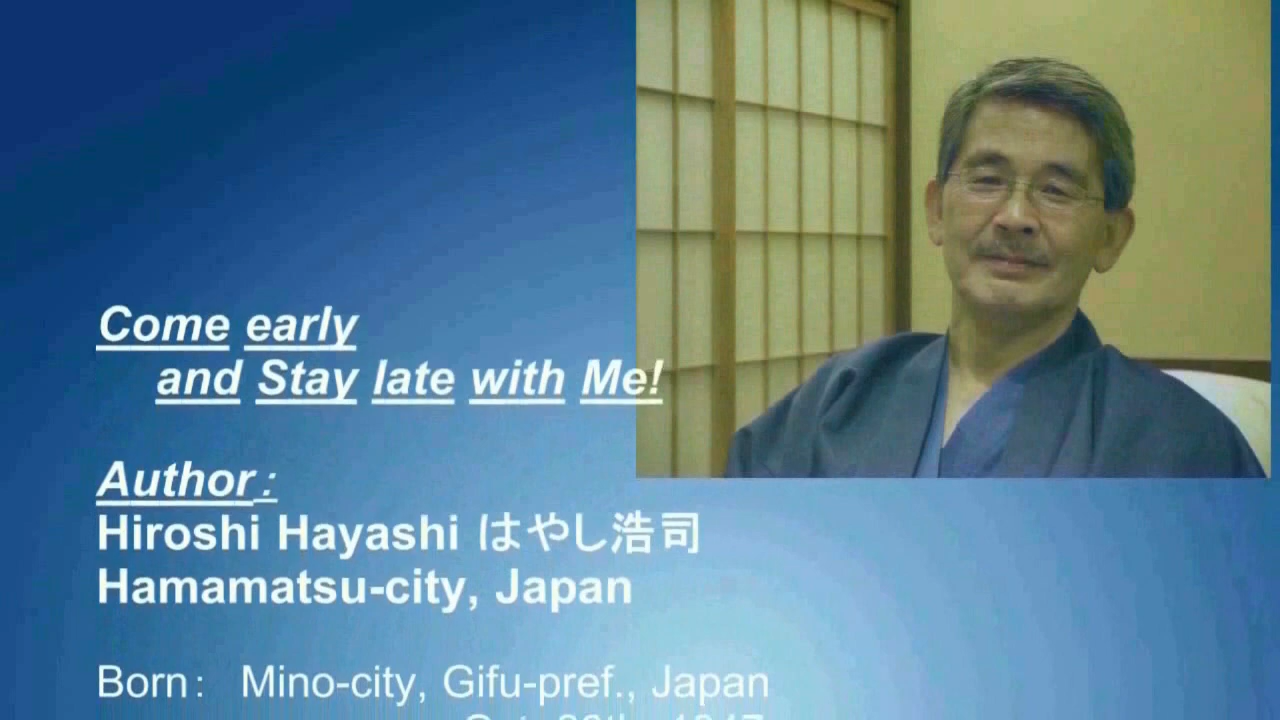 Come early
and Stay late with Me!
Author :
Hiroshi Hayashi はやし浩司
Hamamatsu-city, Japan
Born : Mino-city, Gifu-pref., Japan